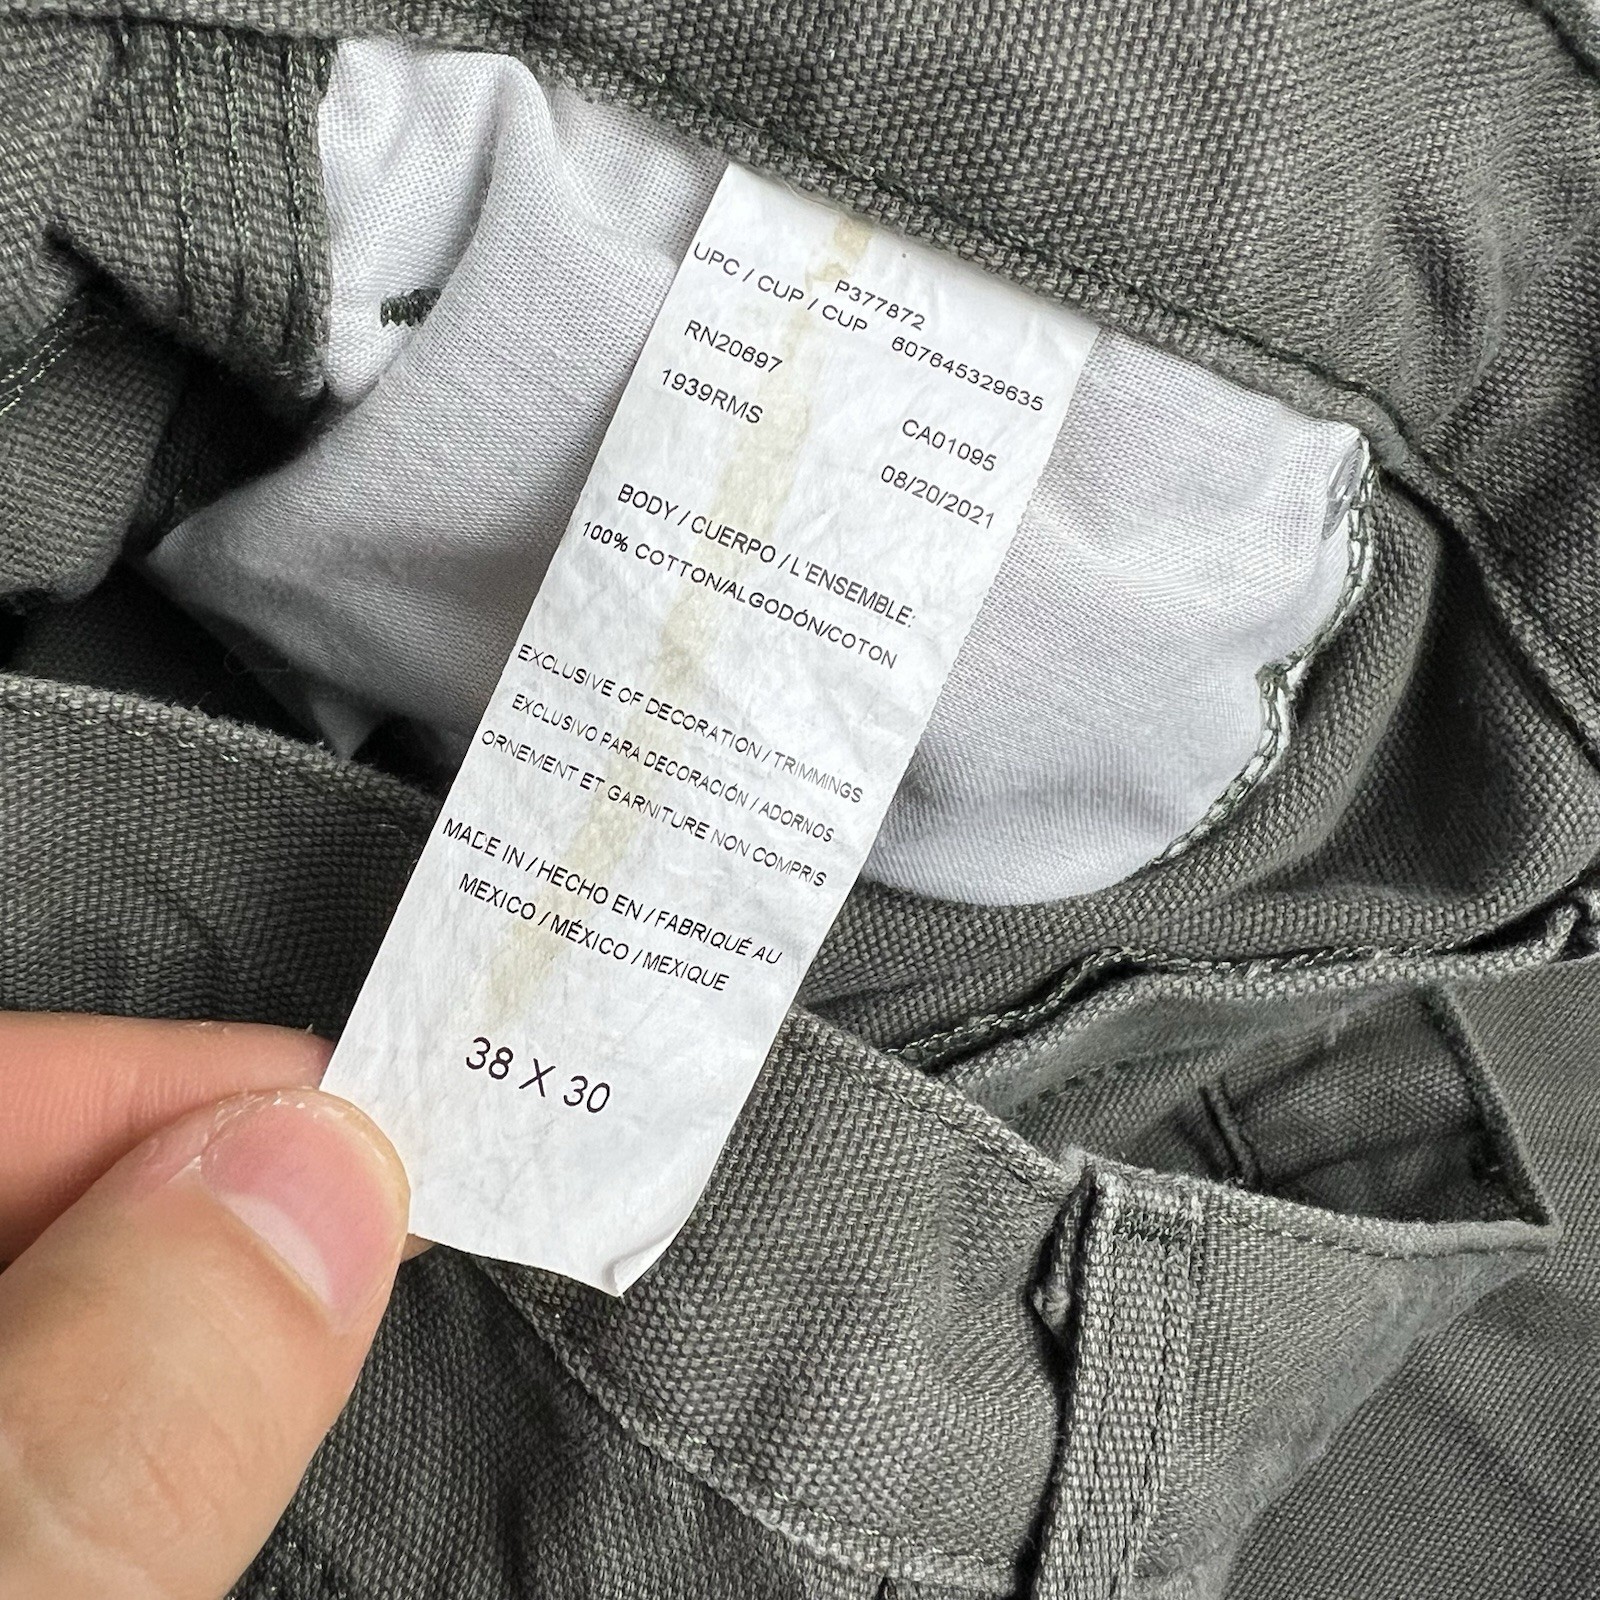 P377872
UPC / CUP / CUP 607645329635
RN20697 CA01095
1939RMS 08/20/2021
BODY / CUERPO / L'ENSEMBLE:
100% COTTON/ALGODÓN/COTON
EXCLUSIVE OF DECORATION / TRIMMINGS
EXCLUSIVO PARA DECORACIÓN / ADORNOS
ORNEMENT ET GARNITURE NON COMPRIS
MADE IN / HECHO EN / FABRIQUÉ AU
MEXICO / MÉXICO / MEXIQUE
38 X 30